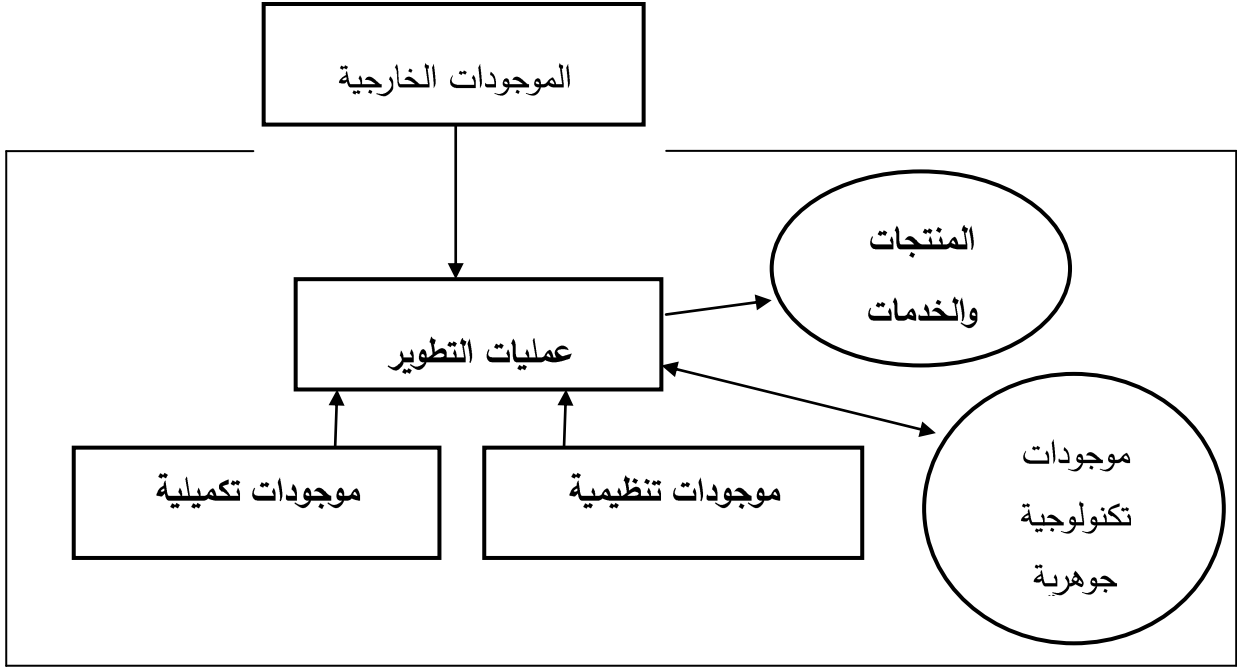 الموجودات الخارجية
المنتجات
والخدمات
عمليات التطوير
موجودات تنظيمية
موجودات تكميلية
موجودات
تكنولوجية
جوهرية